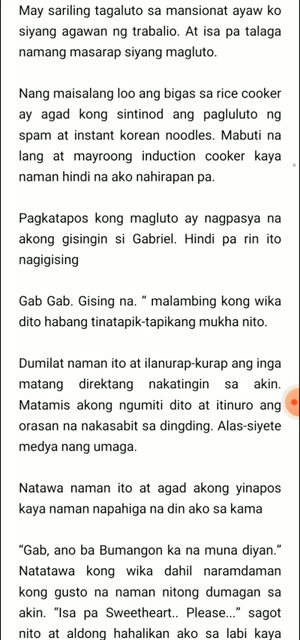 May sariling tagaluto sa mansionat ayaw ko
siyang agawan ng trabalio. At isa pa talaga
namang masarap siyang magluto.
Nang maisalang loo ang bigas sa rice cooker
ay agad kong sintinod ang pagluluto ng
spam at instant korean noodles. Mabuti na
lang at mayroong induction cooker kaya
naman hindi na ako nahirapan pa.
Pagkatapos kong magluto ay nagpasya na
akong gisingin si Gabriel. Hindi pa rin ito
nagigising
Gab Gab. Gising na. “ malambing kong wika
dito habang tinatapik-tapikang mukha nito.
Dumilat naman ito at ilanurap-kurap ang inga
matang direktang nakatingin sa akin.
Matamis akong ngumiti dito at itinuro ang
orasan na nakasabit sa dingding. Alas-siyete
medya nang umaga.
Natawa naman ito at agad akong yinapos
kaya naman napahiga na din ako sa kama
“Gab, ano ba Bumangon ka na muna diyan.”
Natatawa kong wika dahil naramdaman
kong gusto na naman nitong dumagan sa
akin. “Isa pa Sweetheart.. Please...” sagot
nito at aldong hahalikan ako sa labi kaya